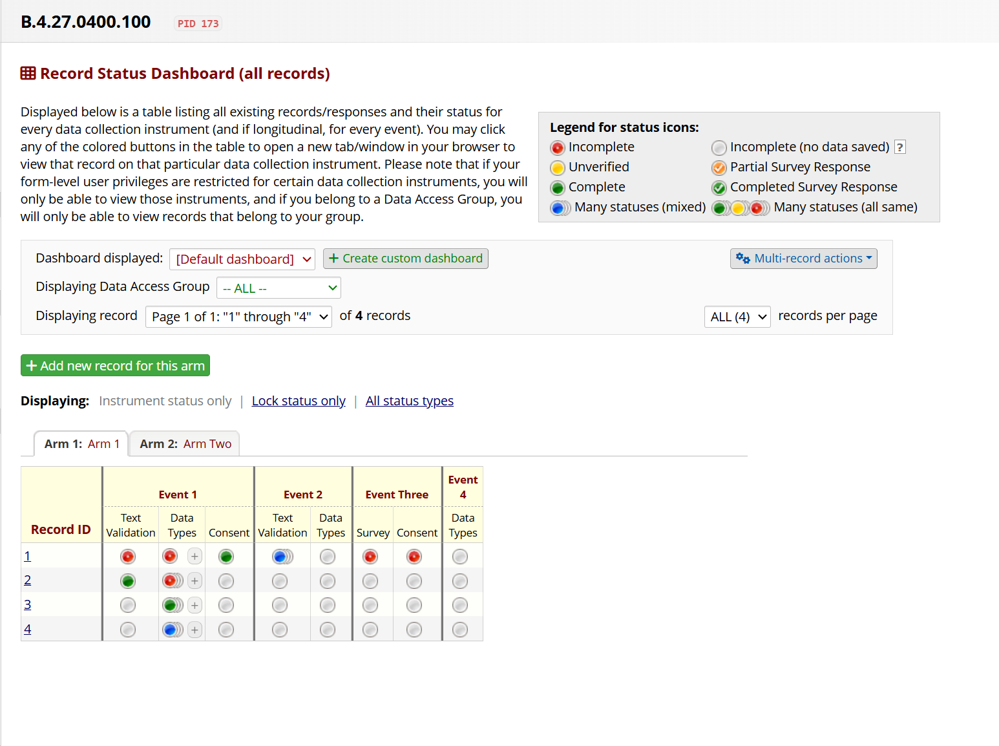 B.4.27.0400.100 PID 173
Record Status Dashboard (all records)
Displayed below is a table listing all existing records/responses and their status for
every data collection instrument (and if longitudinal, for every event). You may click
any of the colored buttons in the table to open a new tab/window in your browser to
view that record on that particular data collection instrument. Please note that if your
form-level user privileges are restricted for certain data collection instruments, you will
only be able to view those instruments, and if you belong to a Data Access Group, you
will only be able to view records that belong to your group.
Legend for status icons:
Incomplete Incomplete (no data saved) ?
Unverified Partial Survey Response
Complete Completed Survey Response
Many statuses (mixed) Many statuses (all same)
Dashboard displayed: [Default dashboard] + Create custom dashboard Multi-record actions
Displaying Data Access Group -- ALL --
Displaying record Page 1 of 1: "1" through "4" of 4 records ALL (4) records per page
+ Add new record for this arm
Displaying: Instrument status only | Lock status only | All status types
Arm 1: Arm 1 Arm 2: Arm Two
Event
Event 1 Event 2 Event Three 4
Text Data Text Data Data
Record ID Validation Types Consent Validation Types Survey Consent Types
1 +
2 +
3 +
4 +